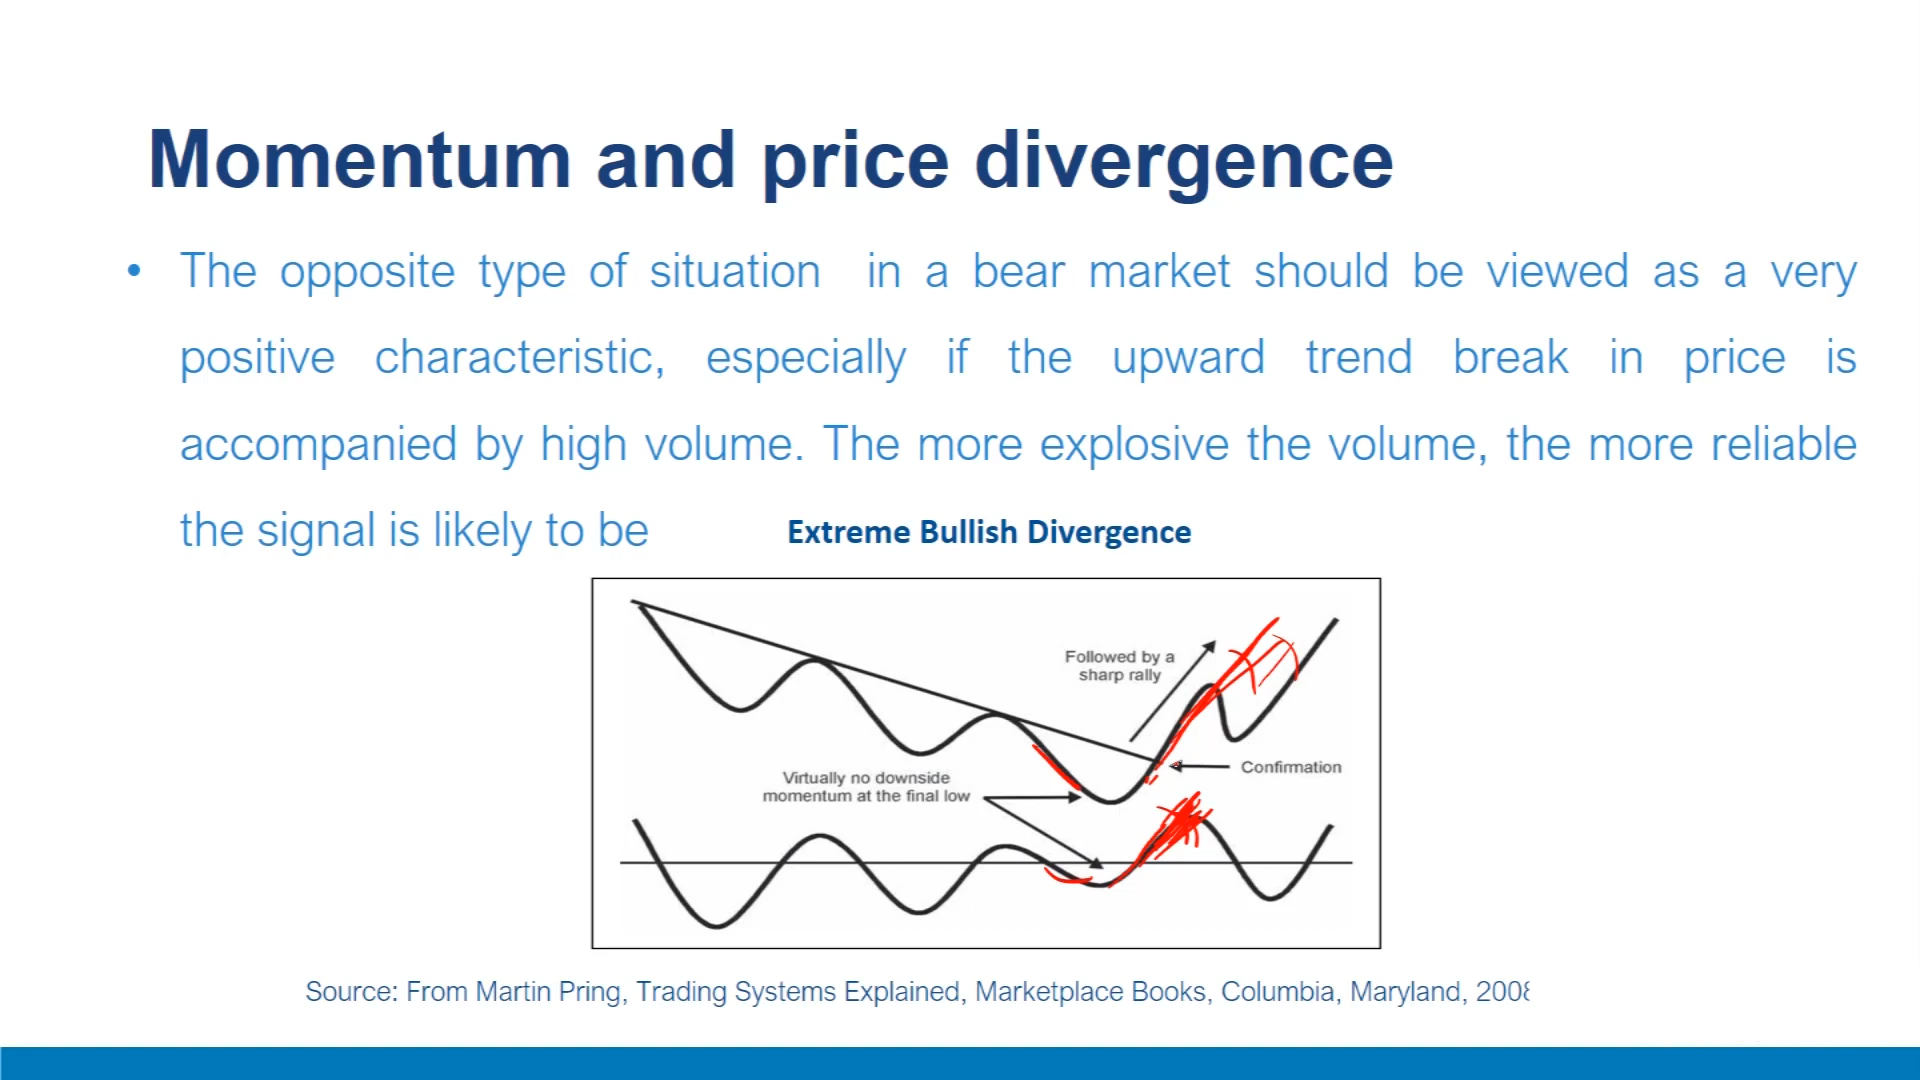 Momentum and price divergence
• The opposite type of situation in a bear market should be viewed as a very
positive characteristic, especially if the upward trend break in price is
accompanied by high volume. The more explosive the volume, the more reliable
the signal is likely to be
Extreme Bullish Divergence
Followed by a
sharp rally
Confirmation
Virtually no downside
momentum at the final low
Source: From Martin Pring, Trading Systems Explained, Marketplace Books, Columbia, Maryland, 2008